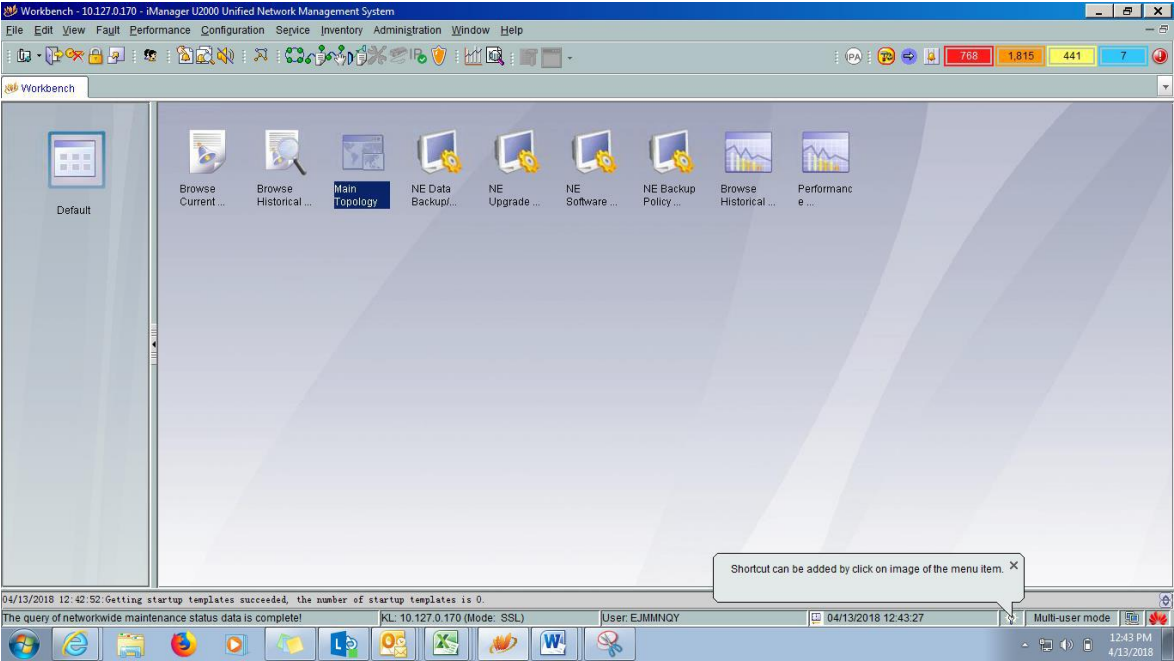 Workbench - 10.127.0.170 - iManager U2000 Unified Network Management System
File Edit View Fault Performance Configuration Service Inventory Administration Window Help
PA 768 1,815 441 7
Workbench
Default
Browse Current ...
Browse Historical ...
Main Topology
NE Data Backup/...
NE Upgrade ...
NE Software ...
NE Backup Policy ...
Browse Historical ...
Performanc e ...
Shortcut can be added by click on image of the menu item.
04/13/2018 12:42:52:Getting startup templates succeeded, the number of startup templates is 0.
The query of networkwide maintenance status data is complete! KL: 10.127.0.170 (Mode: SSL) User: EJMMNQY 04/13/2018 12:43:27 Multi-user mode
12:43 PM
4/13/2018